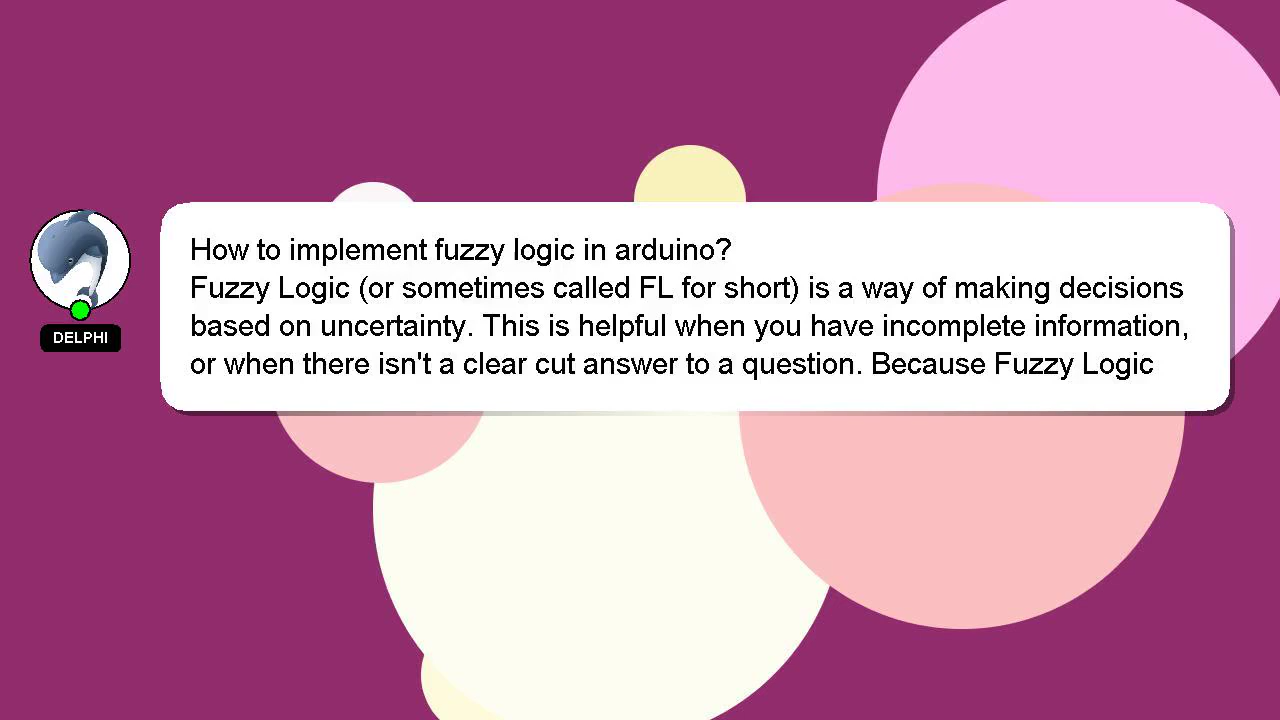 How to implement fuzzy logic in arduino?
Fuzzy Logic (or sometimes called FL for short) is a way of making decisions
based on uncertainty. This is helpful when you have incomplete information,
or when there isn't a clear cut answer to a question. Because Fuzzy Logic
DELPHI